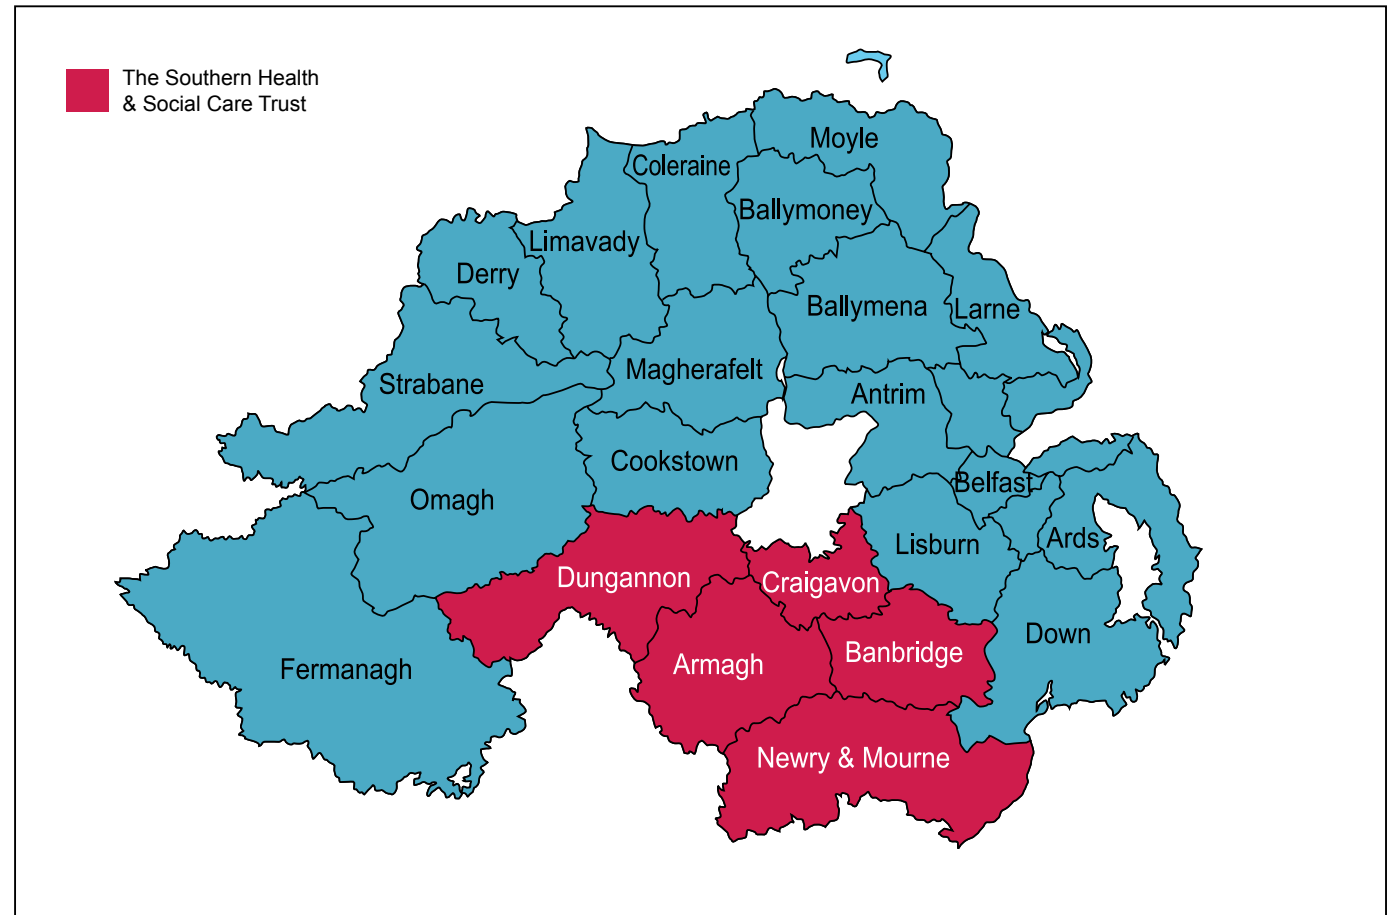 The Southern Health
& Social Care Trust
Moyle
Coleraine
Ballymoney
Limavady
Derry
Ballymena
Larne
Magherafelt
Strabane
Antrim
Cookstown
Belfast
Omagh
Ards
Lisburn
Dungannon
Craigavon
Down
Banbridge
Armagh
Fermanagh
Newry & Mourne